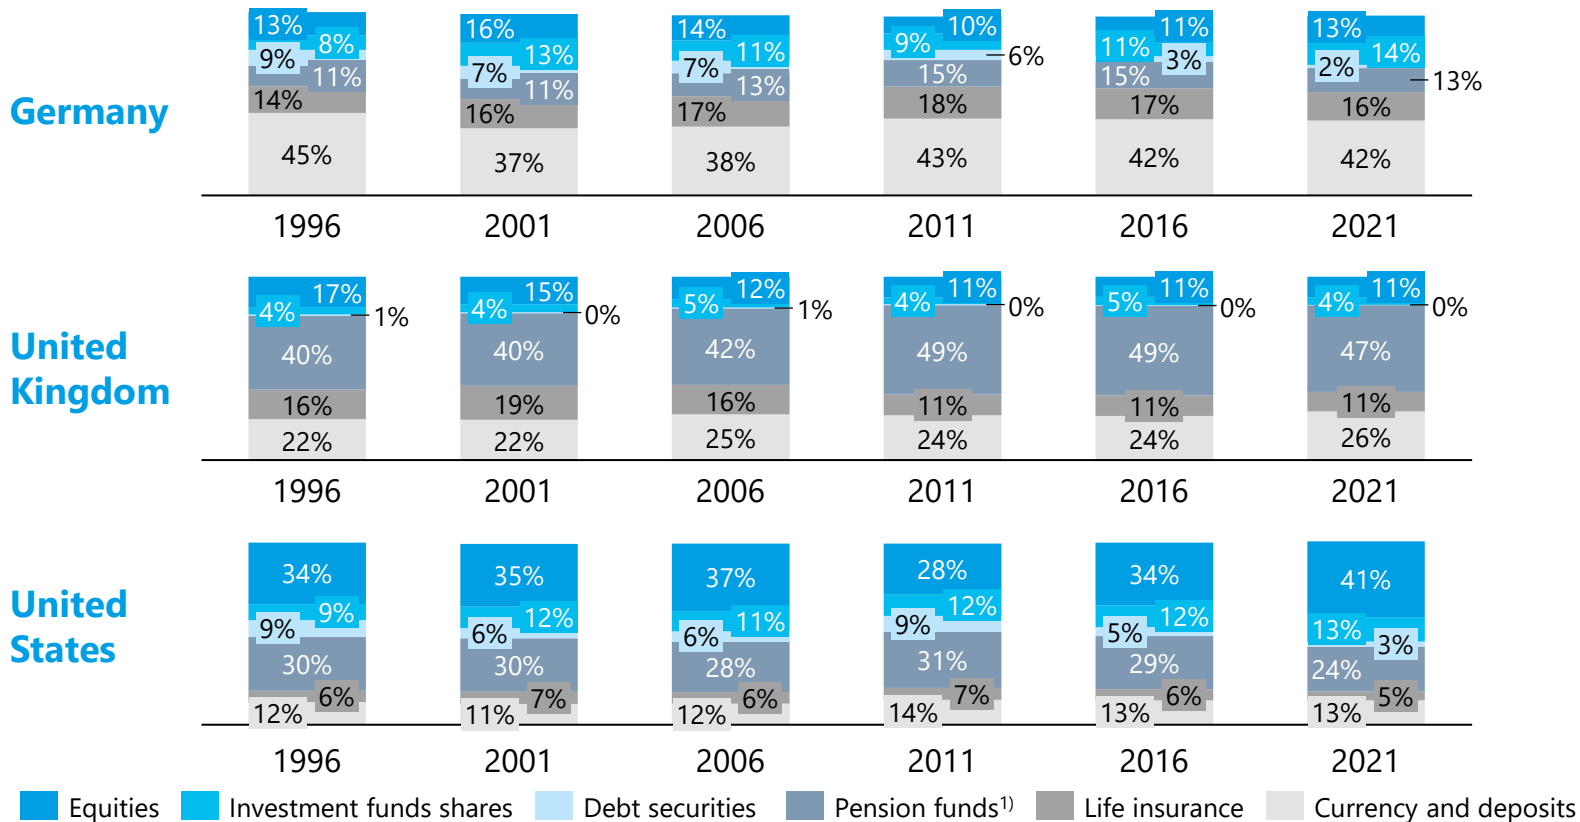 Germany
13% 16% 14% 10% 11% 13%
8% 13% 11% 9% 11% 14%
9% 7% 7% 6% 3% 2%
11% 11% 13% 15% 15% 13%
14% 16% 17% 18% 17% 16%
45% 37% 38% 43% 42% 42%
1996 2001 2006 2011 2016 2021
United
Kingdom
17% 15% 12% 11% 11% 11%
4% 4% 5% 4% 5% 4%
1% 0% 1% 0% 0% 0%
40% 40% 42% 49% 49% 47%
16% 19% 16% 11% 11% 11%
22% 22% 25% 24% 24% 26%
1996 2001 2006 2011 2016 2021
United
States
34% 35% 37% 28% 34% 41%
9% 12% 11% 12% 12% 13%
9% 6% 6% 9% 5% 3%
30% 30% 28% 31% 29% 24%
6% 7% 6% 7% 6% 5%
12% 11% 12% 14% 13% 13%
1996 2001 2006 2011 2016 2021
Equities Investment funds shares Debt securities Pension funds1) Life insurance Currency and deposits